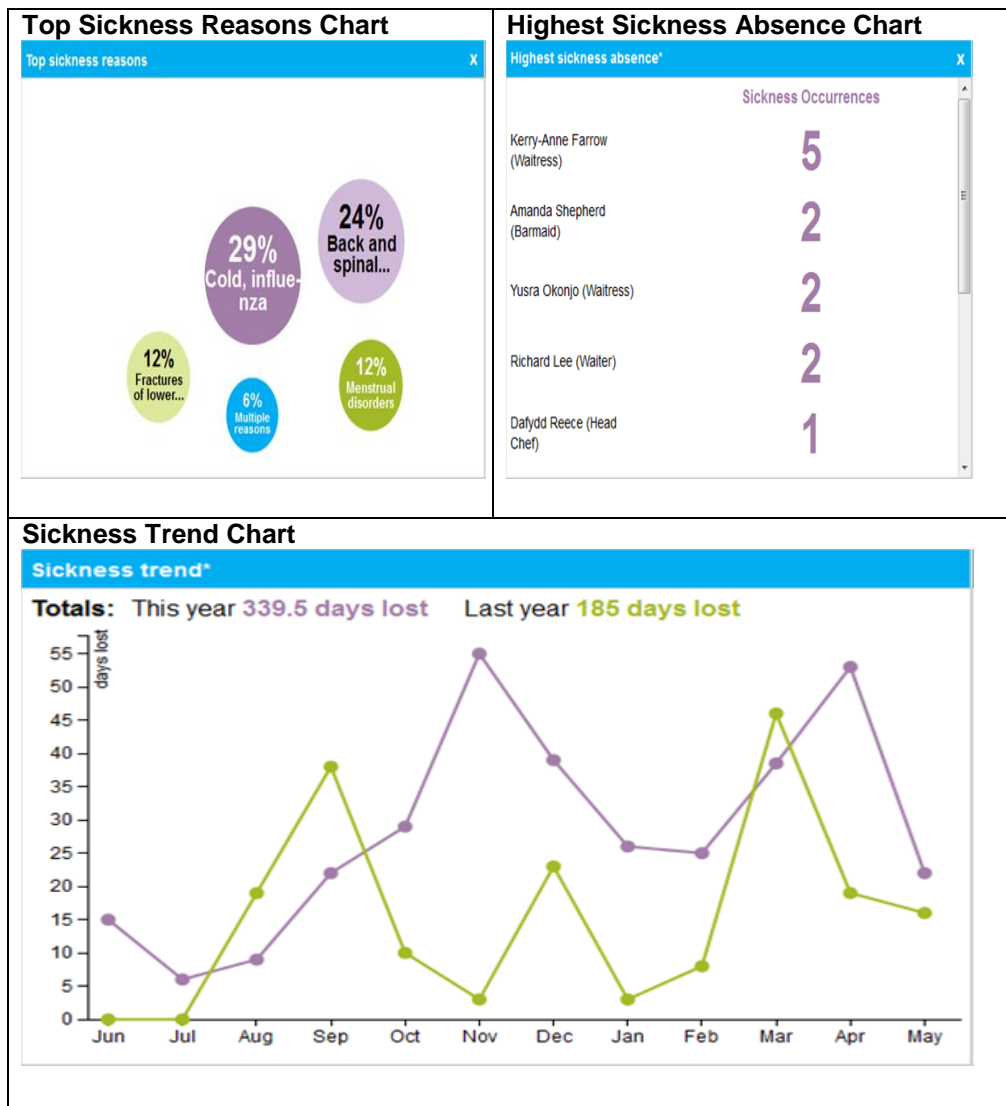 Top Sickness Reasons Chart
Top sickness reasons X
29%
Cold, influe-
nza
24%
Back and
spinal...
12%
Fractures
of lower...
6%
Multiple
reasons
12%
Menstrual
disorders
Highest Sickness Absence Chart
Highest sickness absence* X
Sickness Occurrences
Kerry-Anne Farrow
(Waitress)
5
Amanda Shepherd
(Barmaid)
2
Yusra Okonjo (Waitress)
2
Richard Lee (Waiter)
2
Dafydd Reece (Head
Chef)
1
Sickness Trend Chart
Sickness trend*
Totals: This year 339.5 days lost Last year 185 days lost
days lost
55
50
45
40
35
30
25
20
15
10
5
0
Jun Jul Aug Sep Oct Nov Dec Jan Feb Mar Apr May